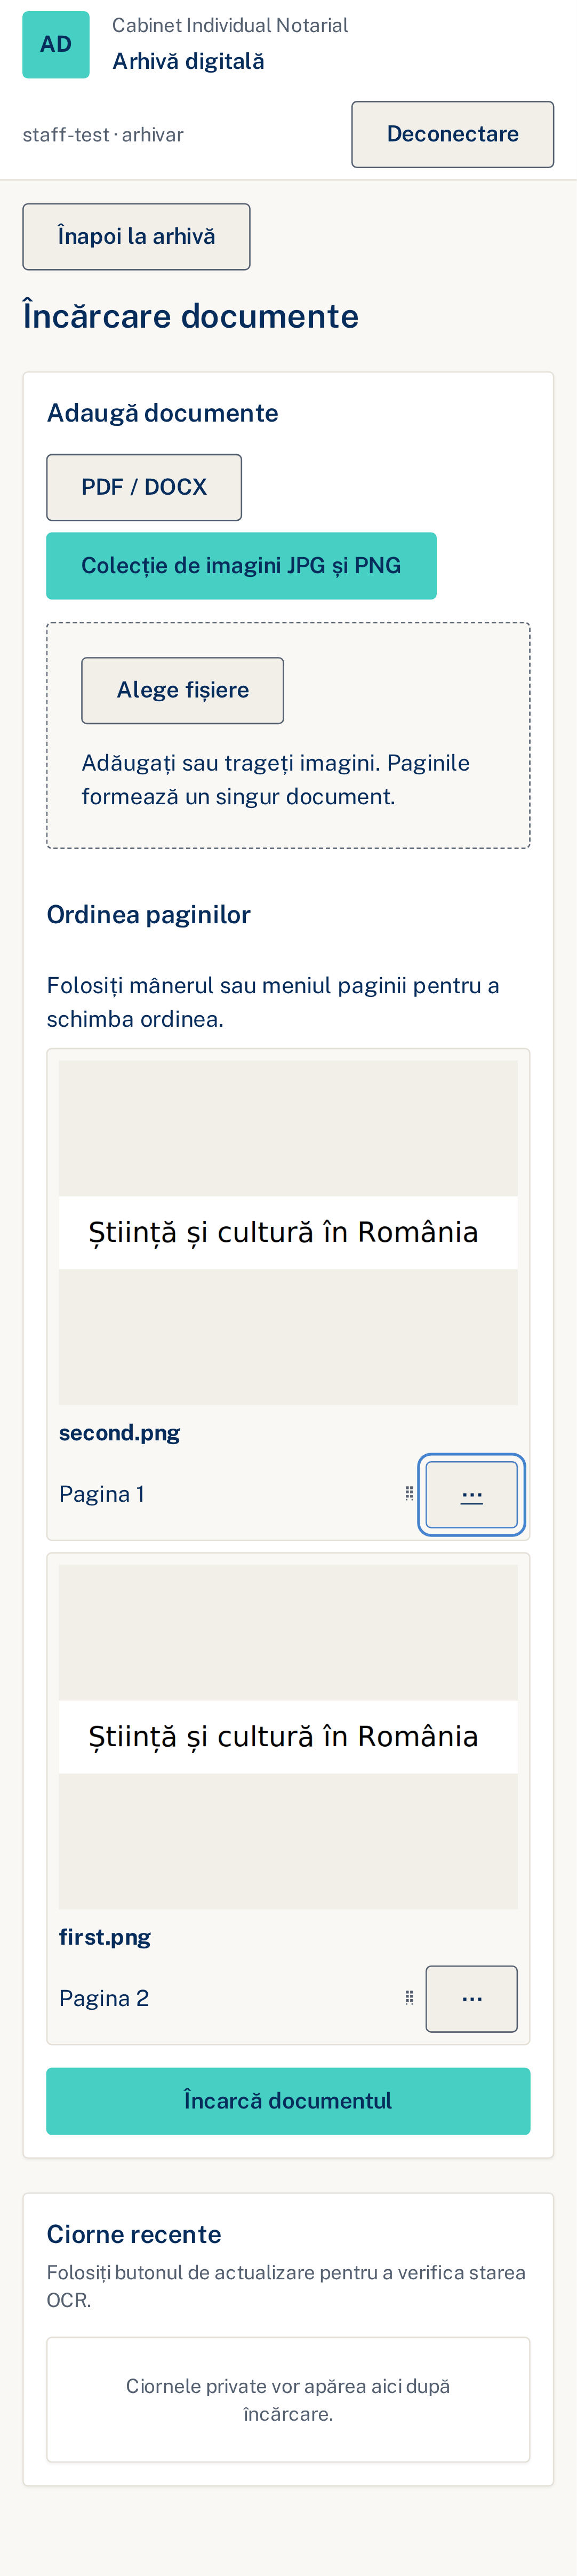 AD
Cabinet Individual Notarial
Arhivă digitală
staff-test · arhivar
Deconectare
Înapoi la arhivă
Încărcare documente
Adaugă documente
PDF / DOCX
Colecție de imagini JPG și PNG
Alege fișiere
Adăugați sau trageți imagini. Paginile
formează un singur document.
Ordinea paginilor
Folosiți mânerul sau meniul paginii pentru a
schimba ordinea.
Știință și cultură în România
second.png
Pagina 1
...
Știință și cultură în România
first.png
Pagina 2
...
Încarcă documentul
Ciorne recente
Folosiți butonul de actualizare pentru a verifica starea
OCR.
Ciornele private vor apărea aici după
încărcare.